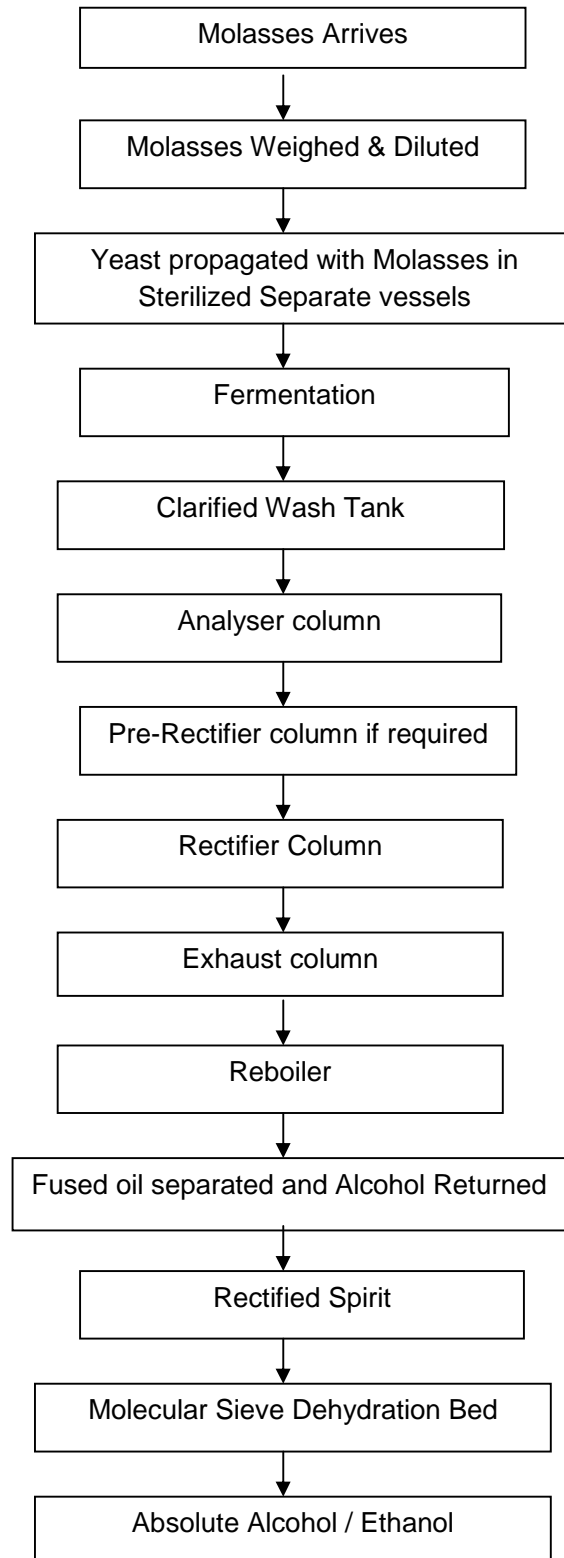 Molasses Arrives
Molasses Weighed & Diluted
Yeast propagated with Molasses in
Sterilized Separate vessels
Fermentation
Clarified Wash Tank
Analyser column
Pre-Rectifier column if required
Rectifier Column
Exhaust column
Reboiler
Fused oil separated and Alcohol Returned
Rectified Spirit
Molecular Sieve Dehydration Bed
Absolute Alcohol / Ethanol